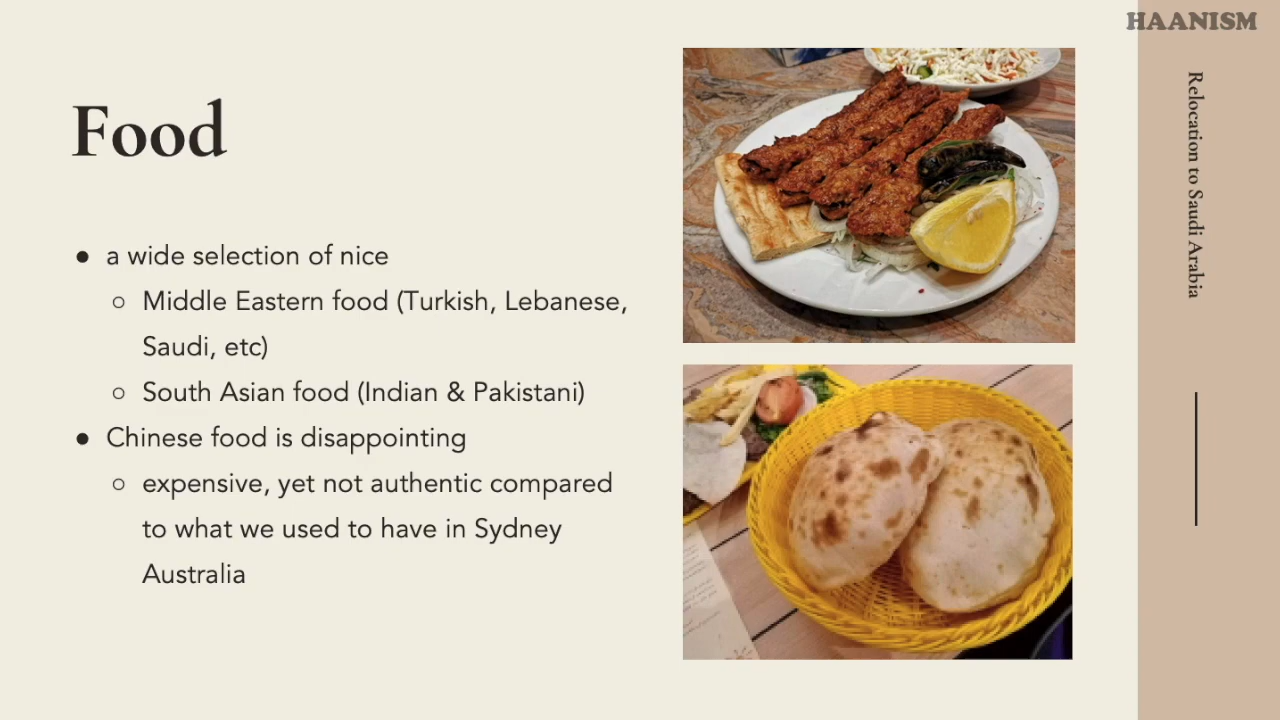 HAANISM
Food
● a wide selection of nice
○ Middle Eastern food (Turkish, Lebanese,
Saudi, etc)
○ South Asian food (Indian & Pakistani)
● Chinese food is disappointing
○ expensive, yet not authentic compared
to what we used to have in Sydney
Australia
Relocation to Saudi Arabia